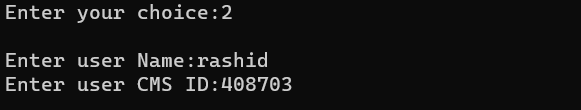 Enter your choice:2
Enter user Name:rashid
Enter user CMS ID:408703